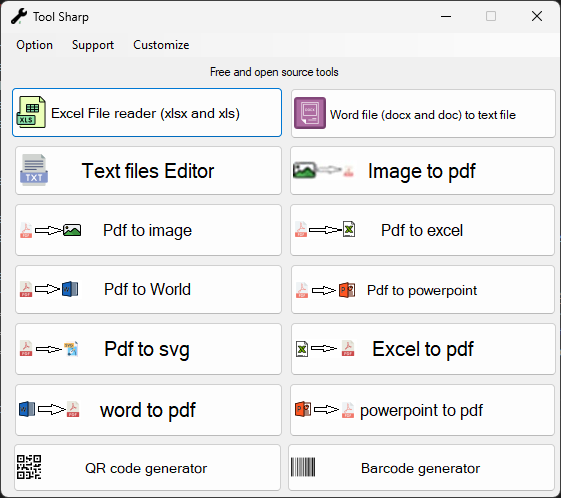 Tool Sharp
Option Support Customize
Free and open source tools
XLS Excel File reader (xlsx and xls)
Word file (docx and doc) to text file
TXT Text files Editor
Image to pdf
Pdf to image
Pdf to excel
Pdf to World
Pdf to powerpoint
Pdf to svg
Excel to pdf
word to pdf
powerpoint to pdf
QR code generator
Barcode generator